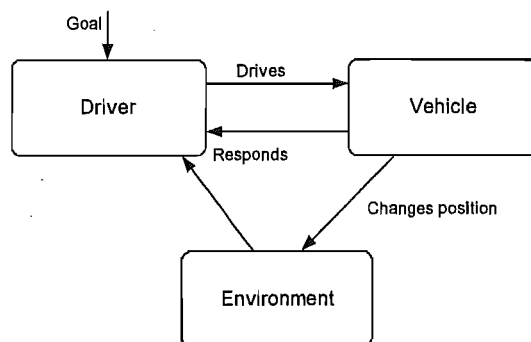 Goal
Drives
Driver
Vehicle
Responds
Changes position
Environment